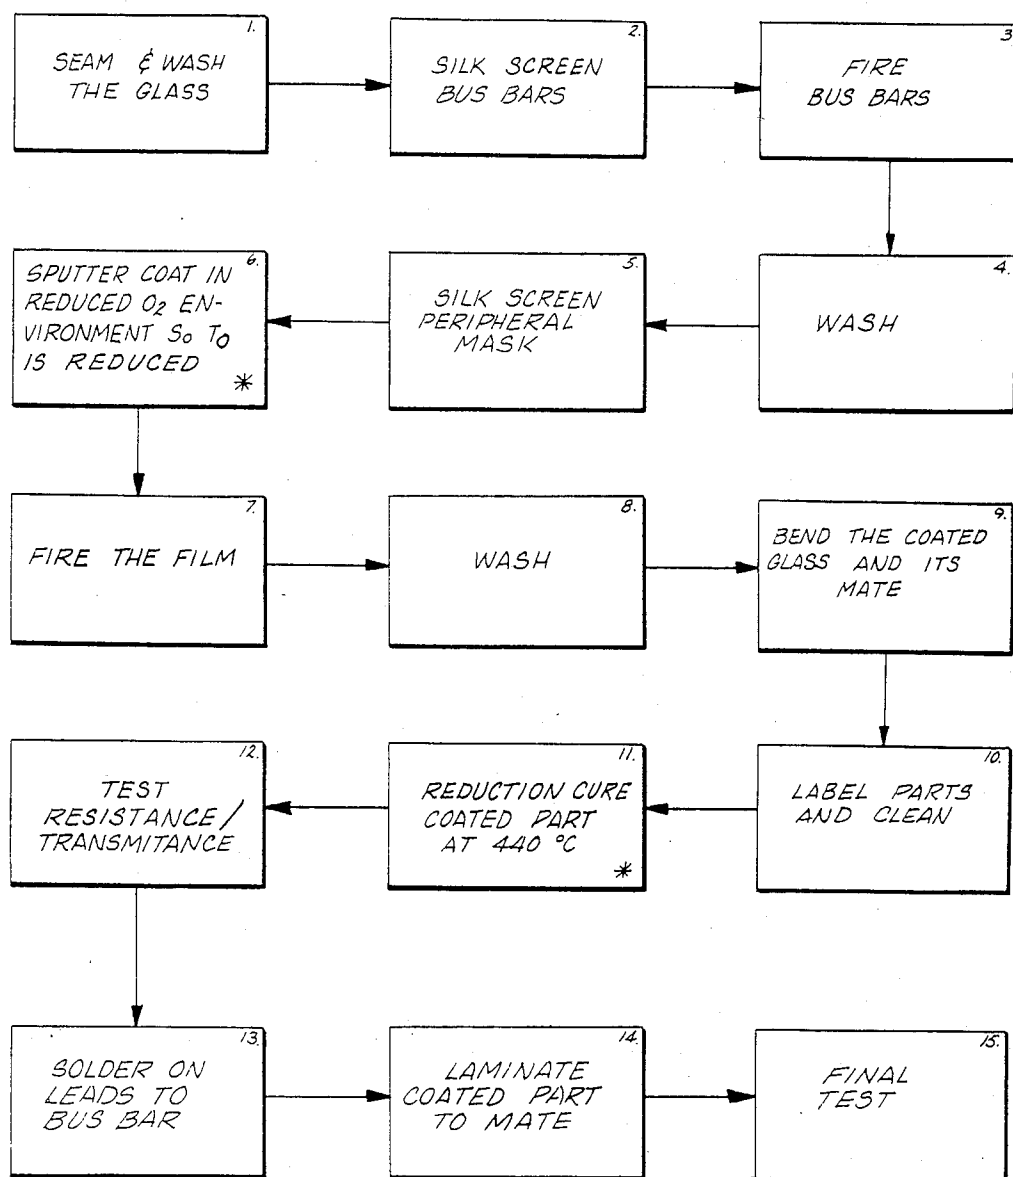 1.
SEAM & WASH
THE GLASS
2.
SILK SCREEN
BUS BARS
3.
FIRE
BUS BARS
4.
WASH
5.
SILK SCREEN
PERIPHERAL
MASK
6.
SPUTTER COAT IN
REDUCED O₂ EN-
VIRONMENT So To
IS REDUCED
*
7.
FIRE THE FILM
8.
WASH
9.
BEND THE COATED
GLASS AND ITS
MATE
10.
LABEL PARTS
AND CLEAN
11.
REDUCTION CURE
COATED PART
AT 440 °C
*
12.
TEST
RESISTANCE/
TRANSMITANCE
13.
SOLDER ON
LEADS TO
BUS BAR
14.
LAMINATE
COATED PART
TO MATE
15.
FINAL
TEST